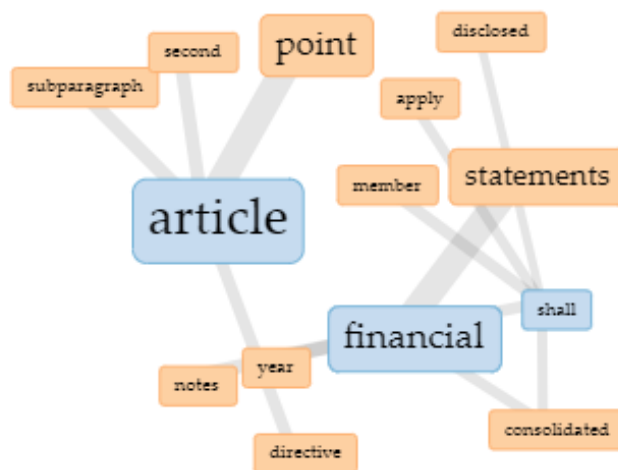 disclosed
point
second
subparagraph
apply
statements
member
article
shall
financial
year
notes
consolidated
directive